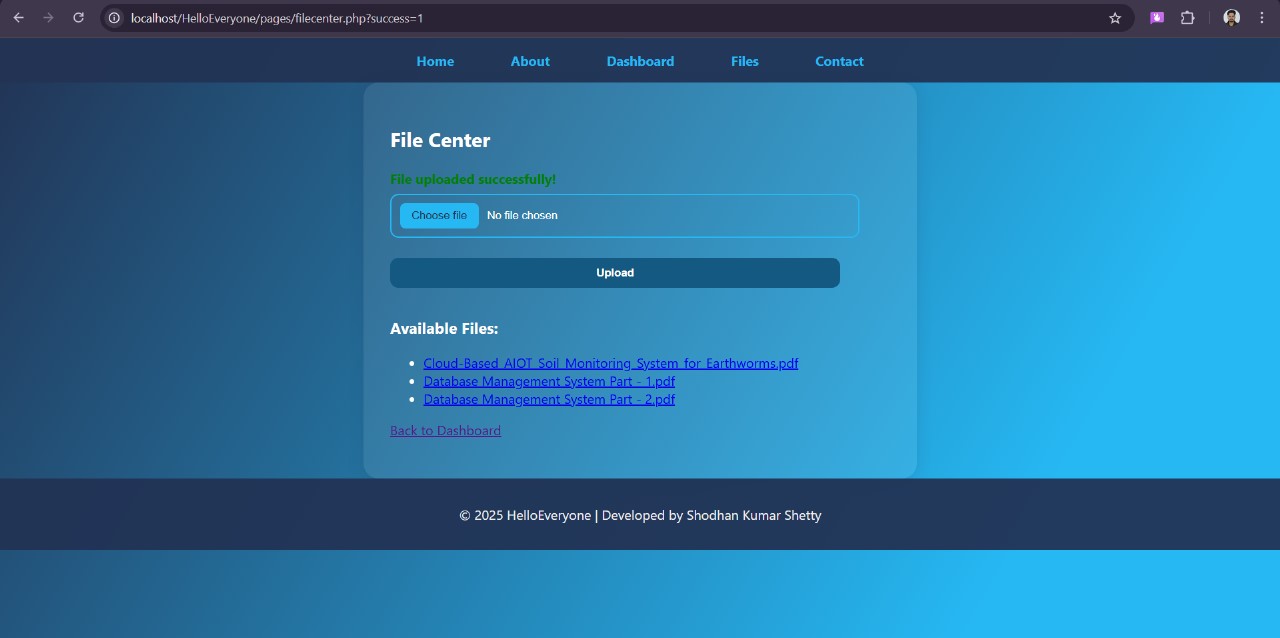 localhost/HelloEveryone/pages/filecenter.php?success=1
Home About Dashboard Files Contact
File Center
File uploaded successfully!
Choose file No file chosen
Upload
Available Files:
Cloud-Based_AIOT_Soil_Monitoring_System_for_Earthworms.pdf
Database Management System Part - 1.pdf
Database Management System Part - 2.pdf
Back to Dashboard
© 2025 HelloEveryone | Developed by Shodhan Kumar Shetty